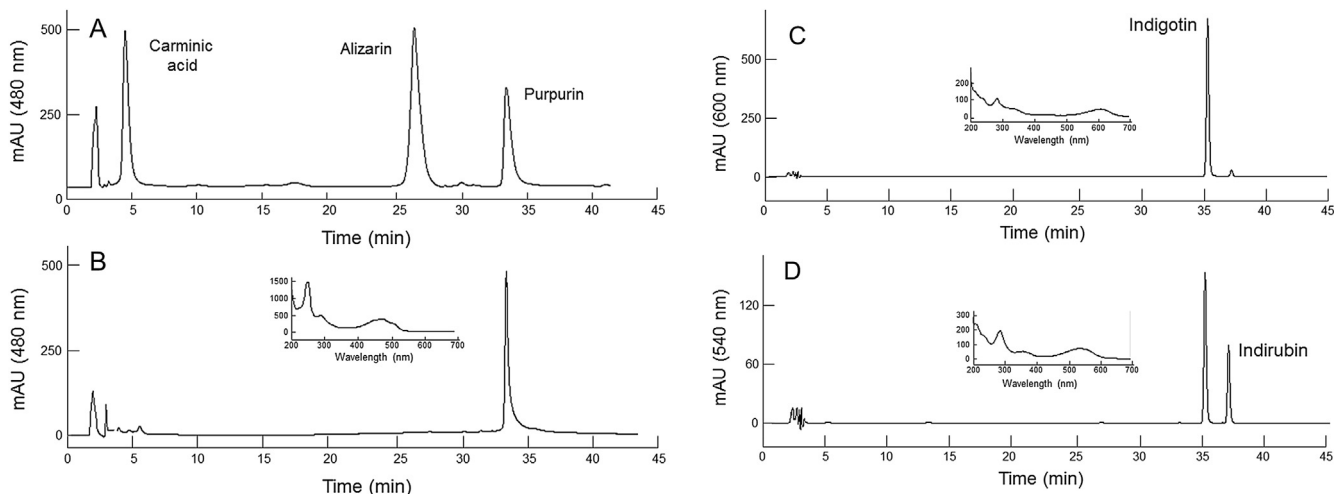 A
mAU (480 nm)
500
250
0
Carminic
acid
Alizarin
Purpurin
0 5 10 15 20 25 30 35 40 45
Time (min)
B
mAU (480 nm)
500
250
0
1500
1000
500
0
200 300 400 500 600 700
Wavelength (nm)
0 5 10 15 20 25 30 35 40 45
Time (min)
C
mAU (600 nm)
500
250
0
Indigotin
200
100
0
200 300 400 500 600 700
Wavelength (nm)
0 5 10 15 20 25 30 35 40 45
Time (min)
D
mAU (540 nm)
120
60
0
Indirubin
300
200
100
0
200 300 400 500 600 700
Wavelength (nm)
0 5 10 15 20 25 30 35 40 45
Time (min)